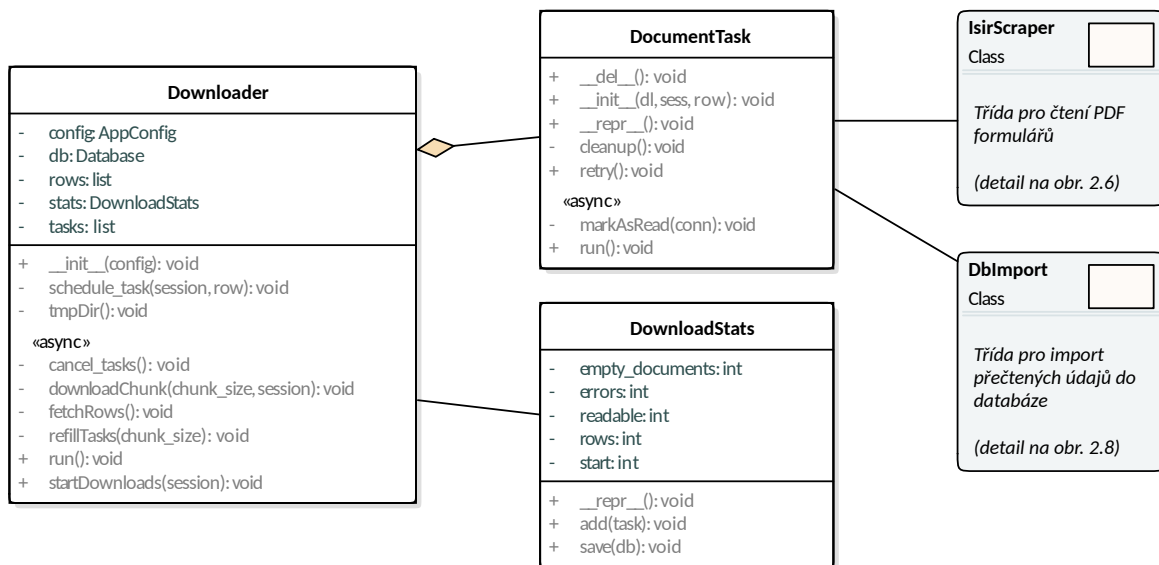 Downloader
- config: AppConfig
- db: Database
- rows: list
- stats: DownloadStats
- tasks: list
+ __init__(config): void
- schedule_task(session, row): void
- tmpDir(): void
«async»
- cancel_tasks(): void
- downloadChunk(chunk_size, session): void
- fetchRows(): void
- refillTasks(chunk_size): void
+ run(): void
+ startDownloads(session): void
DocumentTask
+ __del__(): void
+ __init__(dl, sess, row): void
+ __repr__(): void
- cleanup(): void
+ retry(): void
«async»
- markAsRead(conn): void
+ run(): void
DownloadStats
- empty_documents: int
- errors: int
- readable: int
- rows: int
- start: int
+ __repr__(): void
+ add(task): void
+ save(db): void
IsirScraper
Class
Třída pro čtení PDF
formulářů
(detail na obr. 2.6)
DbImport
Class
Třída pro import
přečtených údajů do
databáze
(detail na obr. 2.8)